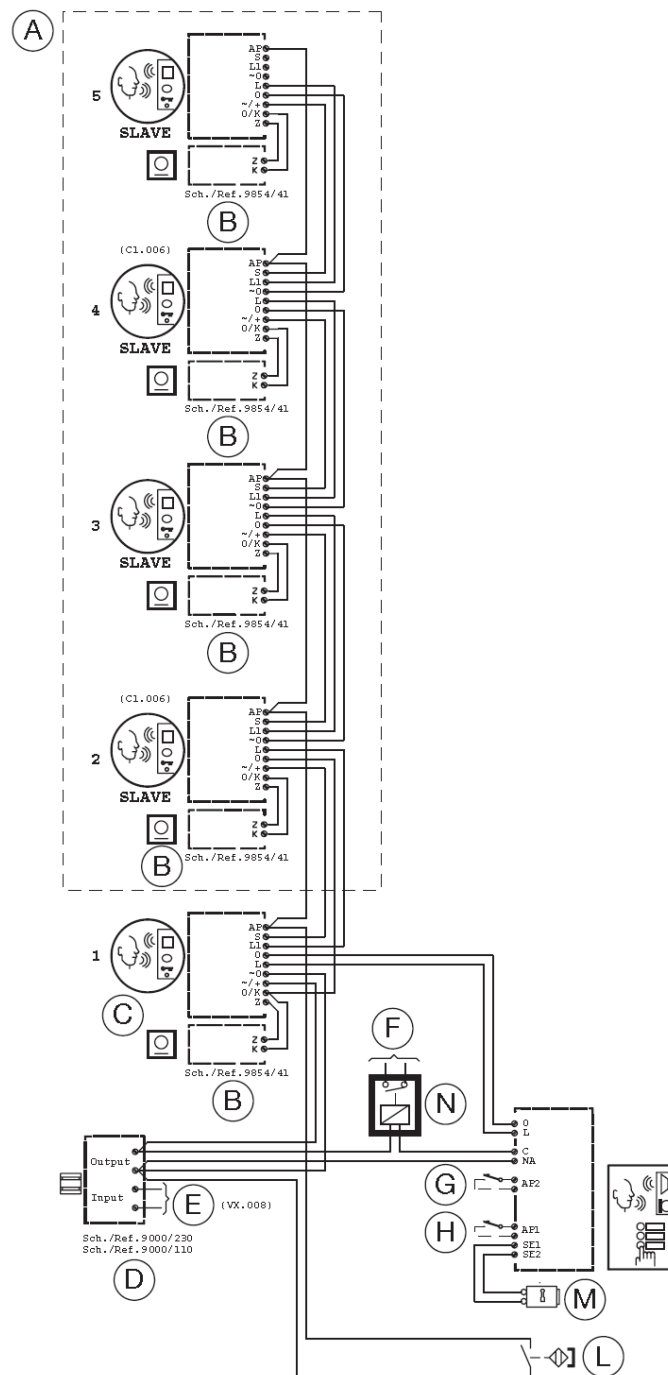 A
5
SLAVE
AP
S
L1
~0
L
0
~/+
0/K
Z
Z
K
Sch./Ref.9854/41
B
(C1.006)
4
SLAVE
AP
S
L1
~0
L
0
~/+
0/K
Z
Z
K
Sch./Ref.9854/41
B
3
SLAVE
AP
S
L1
~0
L
0
~/+
0/K
Z
Z
K
Sch./Ref.9854/41
B
(C1.006)
2
SLAVE
AP
S
L1
~0
L
0
~/+
0/K
Z
Z
K
B
Sch./Ref.9854/41
1
AP
S
L1
0
L
~0
~/+
0/K
Z
C
Z
K
Sch./Ref.9854/41
B
F
N
0
L
C
NA
G
AP2
H
AP1
SE1
SE2
M
Output
Input
E
(VX.008)
Sch./Ref.9000/230
Sch./Ref.9000/110
D
L